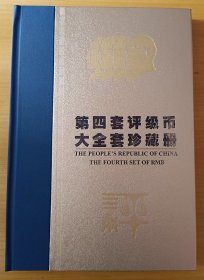 第四套评级币
大全套珍藏册
THE PEOPLE'S REPUBLIC OF CHINA
THE FOURTH SET OF RMB